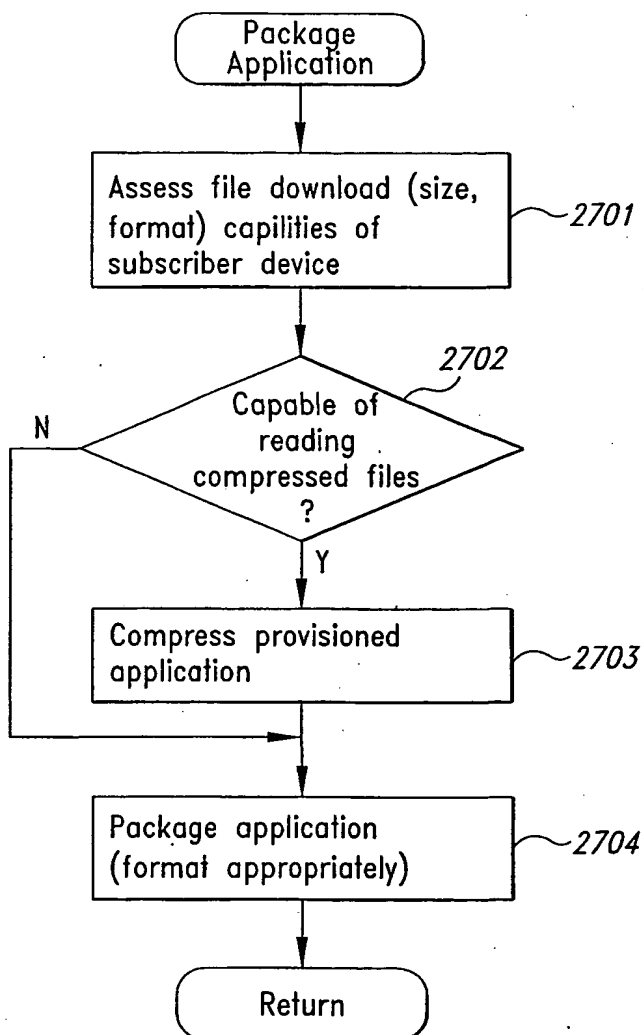 Package
Application
Assess file download (size,
format) capilities of
subscriber device
2701
2702
Capable of
reading
compressed files
?
N
Y
Compress provisioned
application
2703
Package application
(format appropriately)
2704
Return